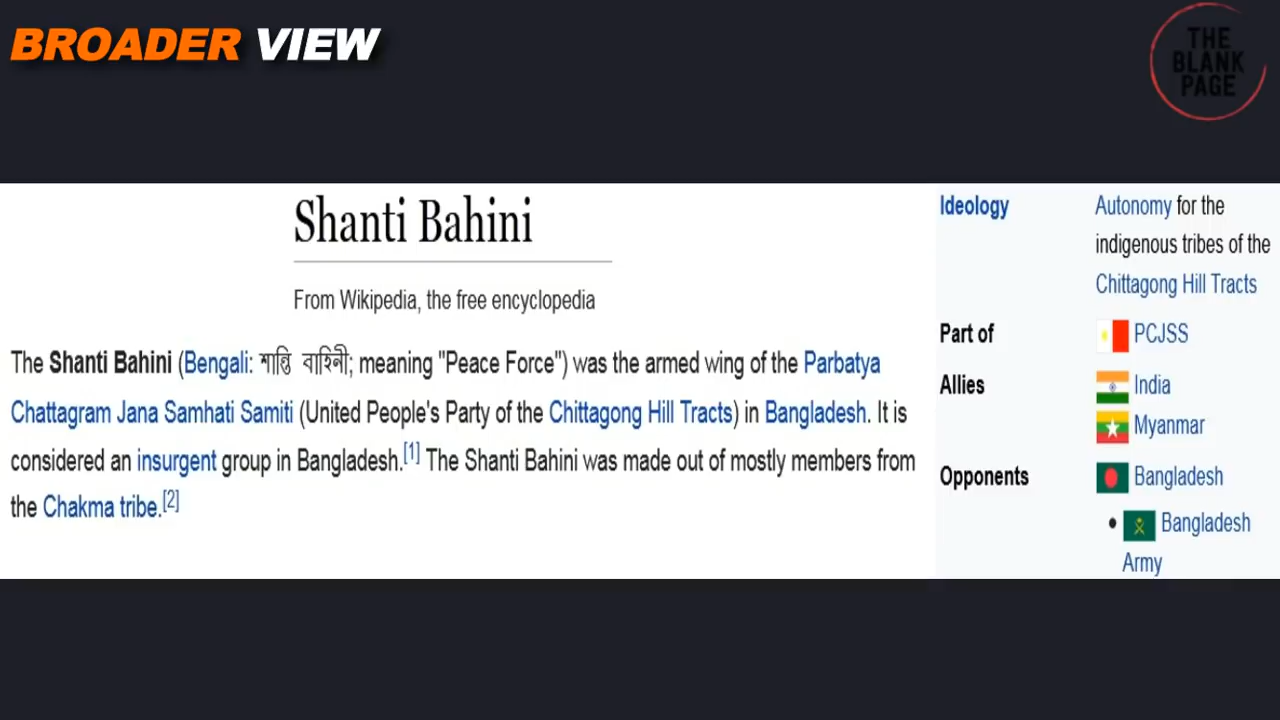 BROADER VIEW
THE
BLANK
PAGE
Shanti Bahini
From Wikipedia, the free encyclopedia
The Shanti Bahini (Bengali: শান্তি বাহিনী; meaning "Peace Force") was the armed wing of the Parbatya
Chattagram Jana Samhati Samiti (United People's Party of the Chittagong Hill Tracts) in Bangladesh. It is
considered an insurgent group in Bangladesh.[1] The Shanti Bahini was made out of mostly members from
the Chakma tribe.[2]
Ideology Autonomy for the
indigenous tribes of the
Chittagong Hill Tracts
Part of PCJSS
Allies India
Myanmar
Opponents Bangladesh
• Bangladesh
Army